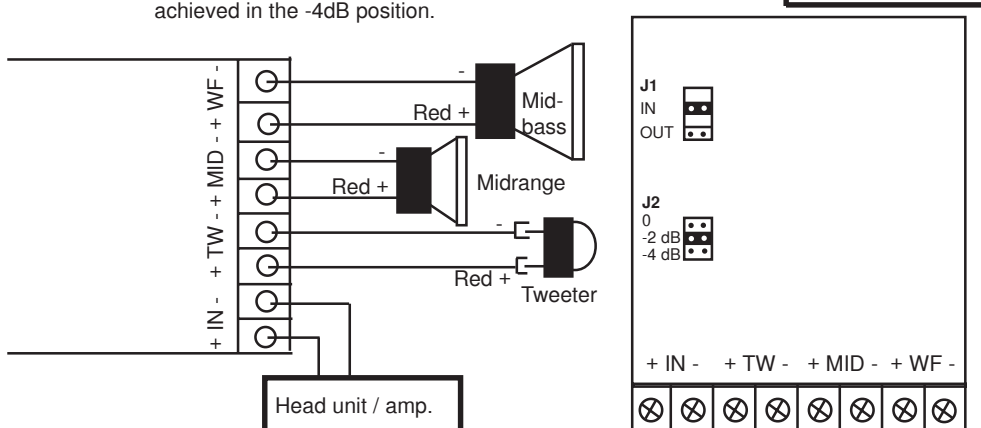 achieved in the -4dB position.
+ WF -
+ MID -
+ TW -
+ IN -
-
Red +
Mid-
bass
-
Red +
Midrange
-
Red +
Tweeter
Head unit / amp.
J1
IN
OUT
J2
0
-2 dB
-4 dB
+ IN - + TW - + MID - + WF -